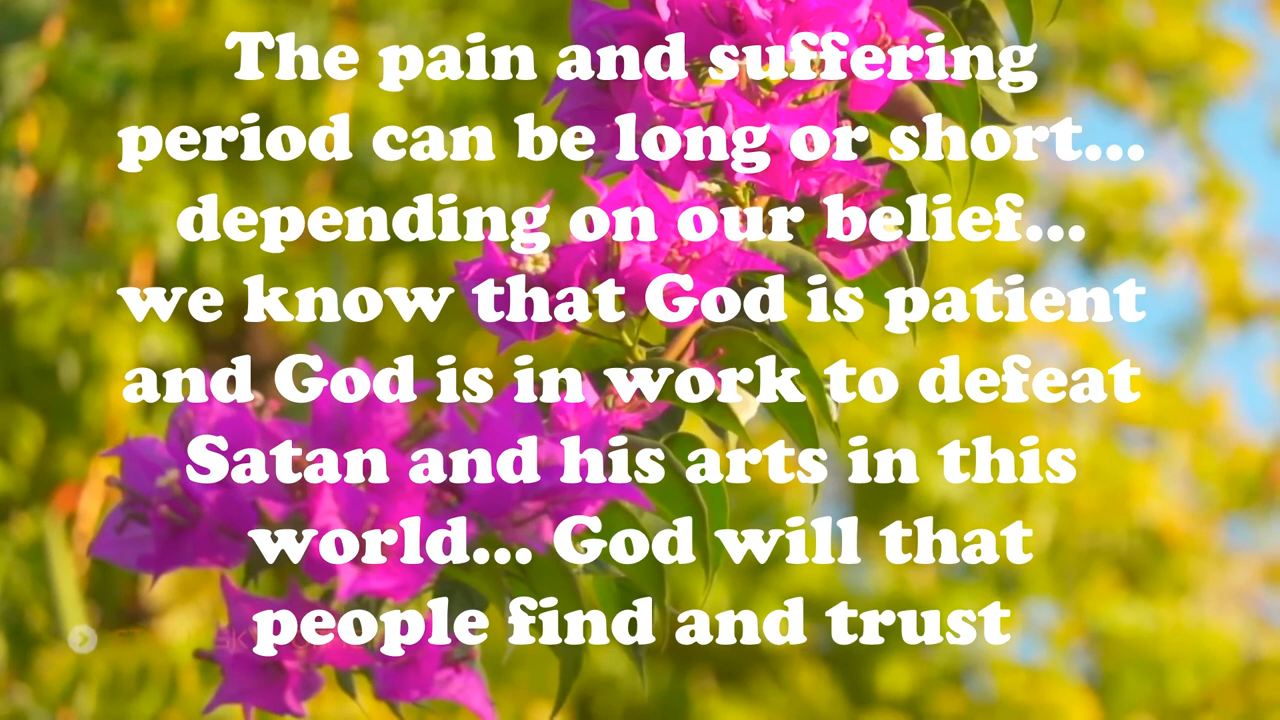 The pain and suffering
period can be long or short...
depending on our belief...
we know that God is patient
and God is in work to defeat
Satan and his arts in this
world... God will that
people find and trust